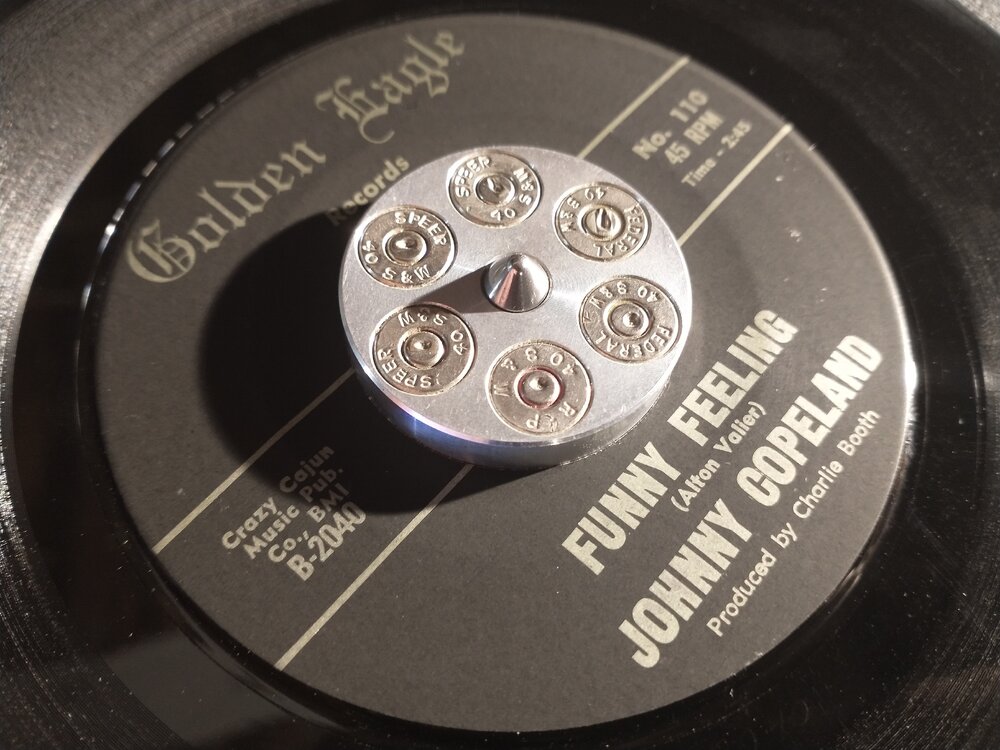 Golden Eagle
Records
No. 110
45 RPM
Time - 2:45
Crazy Cajun
Music Pub.
Co., BMI
B-2040
FUNNY FEELING
(Alton Valier)
JOHNNY COPELAND
Produced by Charlie Booth
SPEER 40 S&W
FEDERAL 40 S&W
SPEER 40 S&W
FEDERAL 40 S&W
SPEER 40 S&W
R P 40 S & W